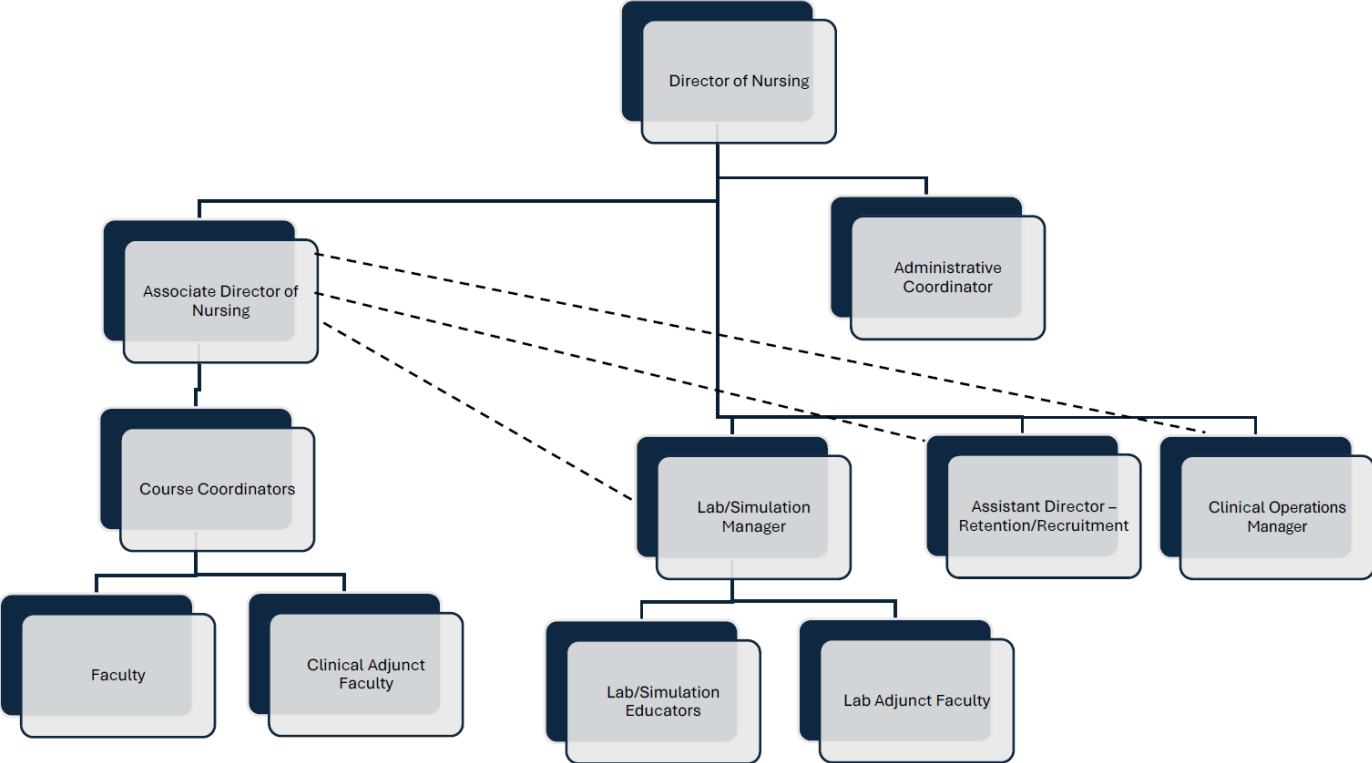 Director of Nursing
Administrative
Coordinator
Associate Director of
Nursing
Course Coordinators
Lab/Simulation
Manager
Assistant Director –
Retention/Recruitment
Clinical Operations
Manager
Faculty
Clinical Adjunct
Faculty
Lab/Simulation
Educators
Lab Adjunct Faculty